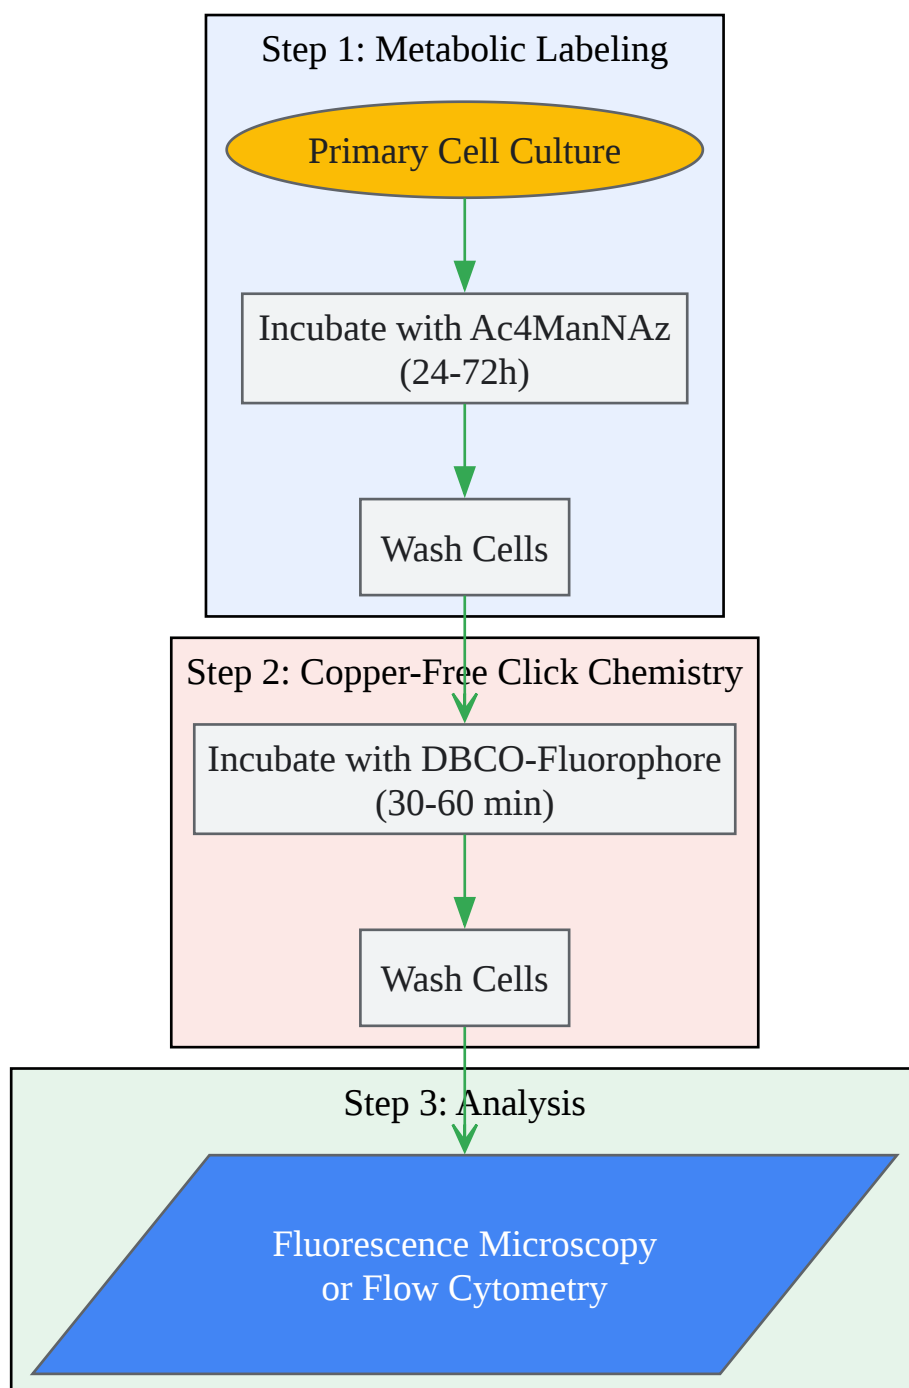 Step 1: Metabolic Labeling
Primary Cell Culture
Incubate with Ac4ManNAz
(24-72h)
Wash Cells
Step 2: Copper-Free Click Chemistry
Incubate with DBCO-Fluorophore
(30-60 min)
Wash Cells
Step 3: Analysis
Fluorescence Microscopy
or Flow Cytometry